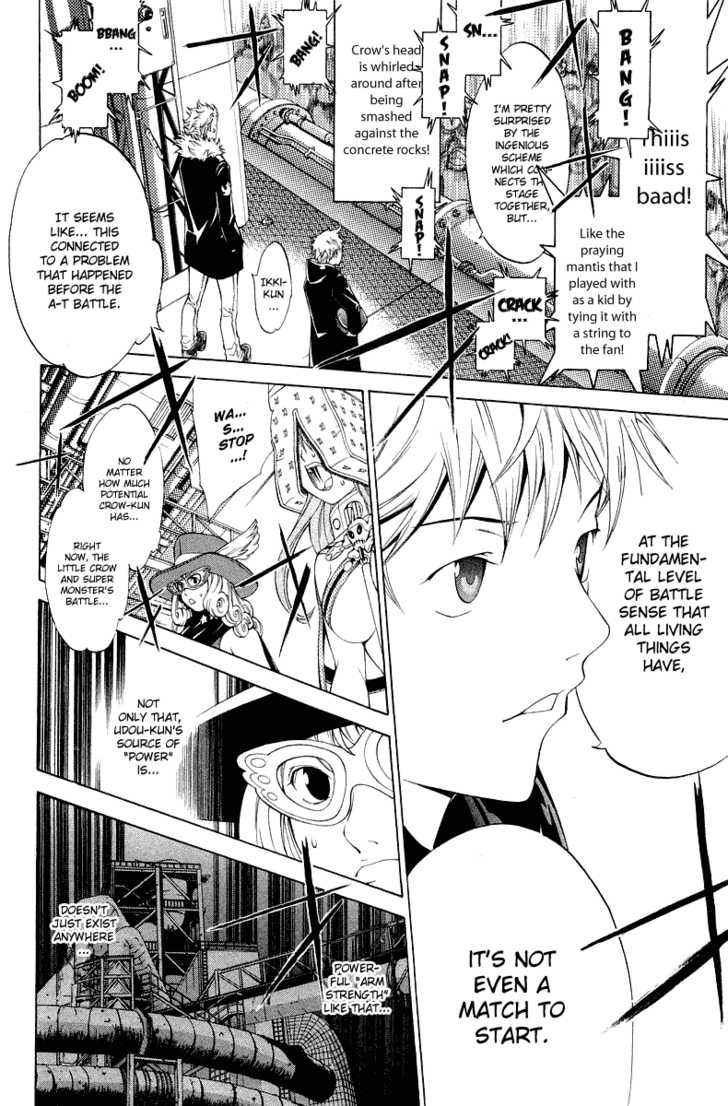 BANG!
Thiiis
iiiiss
baad!
Like the
praying
mantis that I
played with
as a kid by
tying it with
a string to
the fan!
SN...
SNAP!
I'M PRETTY
SURPRISED
BY THE
INGENIOUS
SCHEME
WHICH CO-
NECTS TH
STAGE
TOGETHER,
BUT...
CRACK
...
CRACK!
Crow's head
is whirled
around after
being
smashed
against the
concrete rocks!
SNAP!
BANG!
BBANG
...
BOOM!
IKKI-
KUN
...
IT SEEMS
LIKE... THIS
CONNECTED
TO A PROBLEM
THAT HAPPENED
BEFORE THE
A-T BATTLE.
AT THE
FUNDAMEN-
TAL LEVEL
OF BATTLE
SENSE THAT
ALL LIVING
THINGS
HAVE,
IT'S NOT
EVEN A
MATCH TO
START.
WA...
S...
STOP
...!
NO
MATTER
HOW MUCH
POTENTIAL
CROW-KUN
HAS...
RIGHT
NOW, THE
LITTLE CROW
AND SUPER
MONSTER'S
BATTLE...
NOT
ONLY THAT,
UDOU-KUN'S
SOURCE OF
"POWER"
IS...
POWER-
FUL "ARM
STRENGTH"
LIKE THAT...
DOESN'T
JUST EXIST
ANYWHERE
...